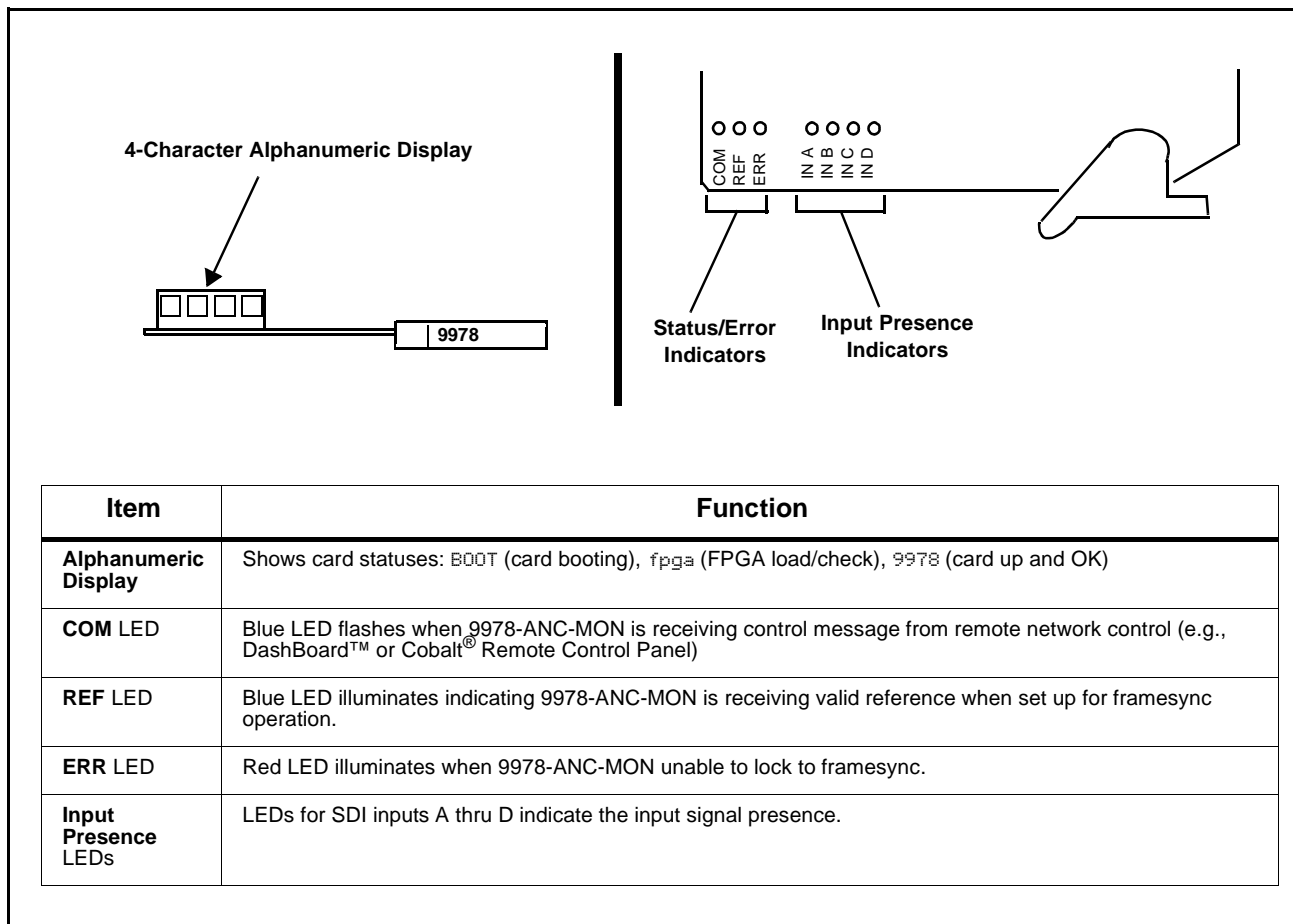 4-Character Alphanumeric Display
9978
COM
REF
ERR
IN A
IN B
IN C
IN D
Status/Error
Indicators
Input Presence
Indicators
Item Function
Alphanumeric
Display
Shows card statuses: BOOT (card booting), fpga (FPGA load/check), 9978 (card up and OK)
COM LED
Blue LED flashes when 9978-ANC-MON is receiving control message from remote network control (e.g.,
DashBoard™ or Cobalt® Remote Control Panel)
REF LED
Blue LED illuminates indicating 9978-ANC-MON is receiving valid reference when set up for framesync
operation.
ERR LED
Red LED illuminates when 9978-ANC-MON unable to lock to framesync.
Input
Presence
LEDs
LEDs for SDI inputs A thru D indicate the input signal presence.